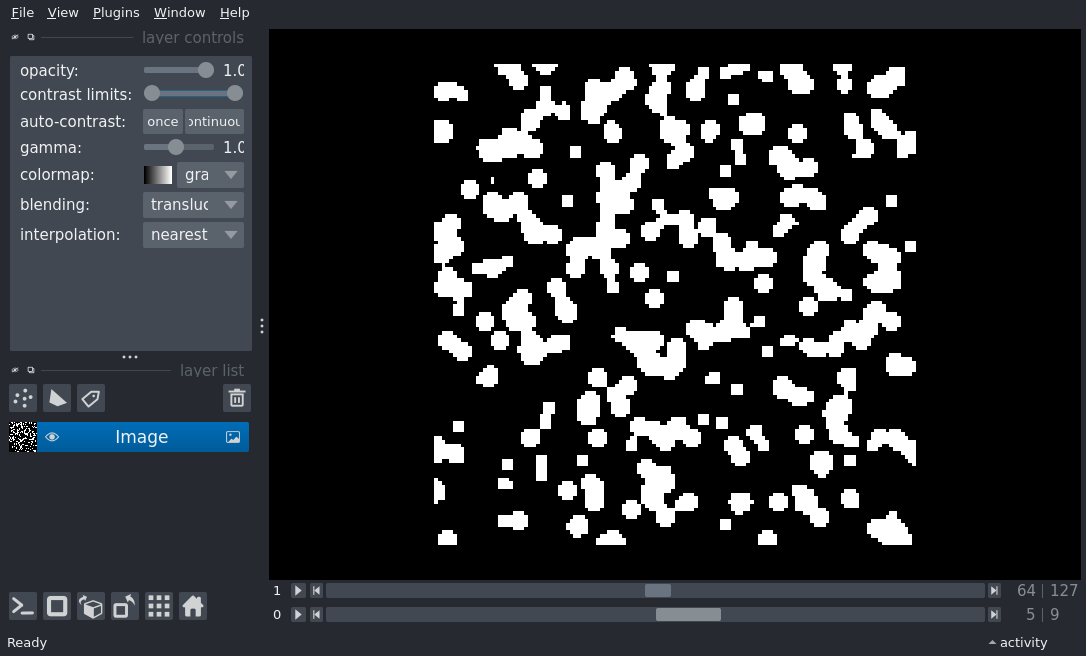 File View Plugins Window Help
layer controls
opacity: 1.0
contrast limits:
auto-contrast: once ontinuou
gamma: 1.0
colormap: gra
blending: transluc
interpolation: nearest
layer list
Image
1 64 | 127
0 5 | 9
Ready activity